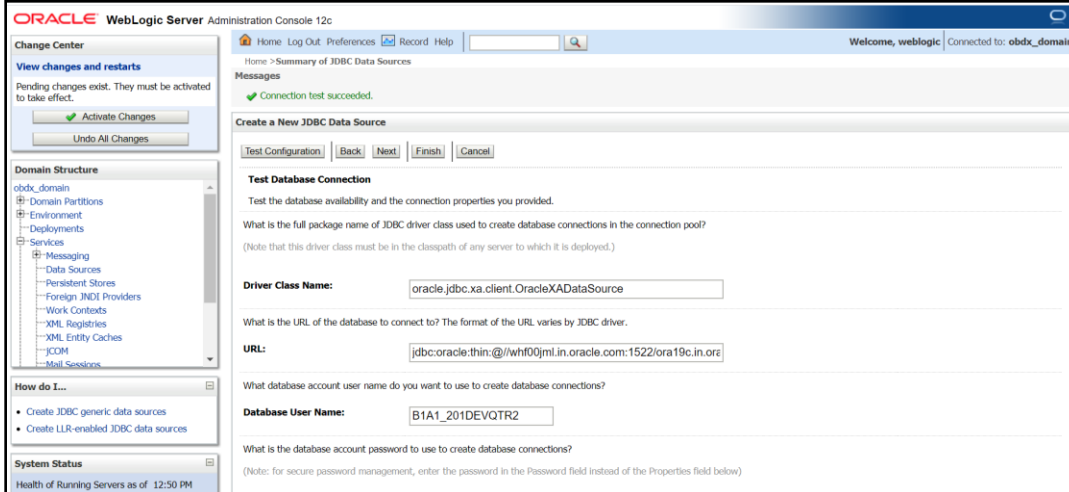 ORACLE WebLogic Server Administration Console 12c
Change Center
View changes and restarts
Pending changes exist. They must be activated
to take effect.
Activate Changes
Undo All Changes
Domain Structure
obdx_domain
Domain Partitions
Environment
Deployments
Services
Messaging
Data Sources
Persistent Stores
Foreign JNDI Providers
Work Contexts
XML Registries
XML Entity Caches
jCOM
Mail Sessions
How do I...
Create JDBC generic data sources
Create LLR-enabled JDBC data sources
System Status
Health of Running Servers as of 12:50 PM
Home Log Out Preferences Record Help
Welcome, weblogic Connected to: obdx_domain
Home >Summary of JDBC Data Sources
Messages
Connection test succeeded.
Create a New JDBC Data Source
Test Configuration Back Next Finish Cancel
Test Database Connection
Test the database availability and the connection properties you provided.
What is the full package name of JDBC driver class used to create database connections in the connection pool?
(Note that this driver class must be in the classpath of any server to which it is deployed.)
Driver Class Name: oracle.jdbc.xa.client.OracleXADataSource
What is the URL of the database to connect to? The format of the URL varies by JDBC driver.
URL: jdbc:oracle:thin:@//whf00jml.in.oracle.com:1522/ora19c.in.ora
What database account user name do you want to use to create database connections?
Database User Name: B1A1_201DEVQTR2
What is the database account password to use to create database connections?
(Note: for secure password management, enter the password in the Password field instead of the Properties field below)